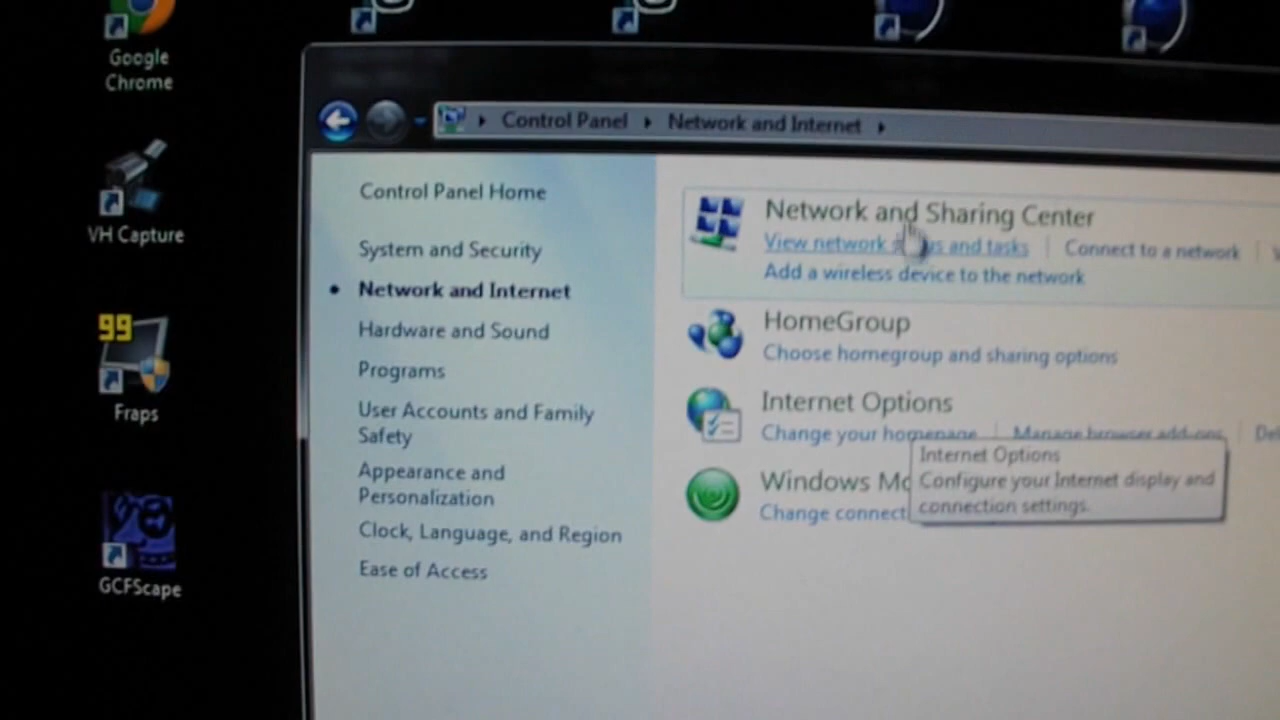 Google
Chrome
VH Capture
99
Fraps
GCFScape
Control Panel
Network and Internet
Control Panel Home
System and Security
Network and Internet
Hardware and Sound
Programs
User Accounts and Family
Safety
Appearance and
Personalization
Clock, Language, and Region
Ease of Access
Network and Sharing Center
View network and tasks
Connect to a network
Add a wireless device to the network
HomeGroup
Choose homegroup and sharing options
Internet Options
Change your homepage
Manage browser add-ons
Windows
Change
Internet Options
Configure your Internet display and
connection settings.